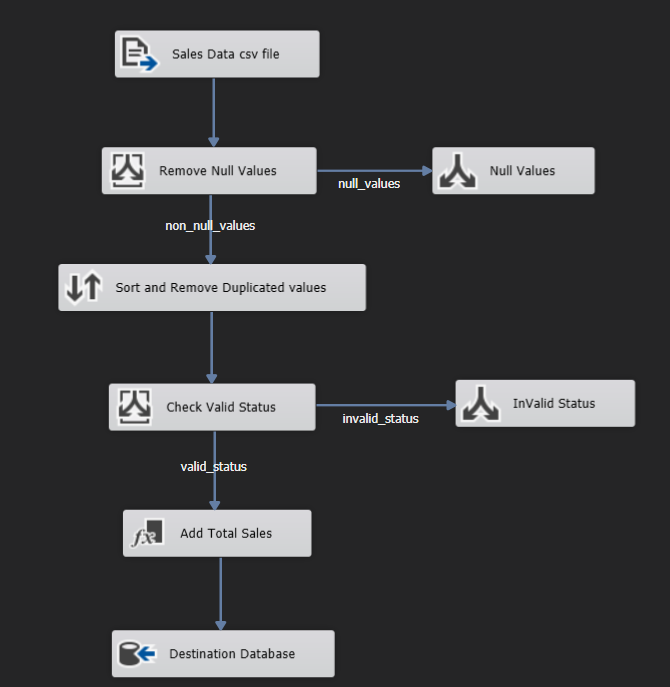 Sales Data csv file
Remove Null Values
null_values
Null Values
non_null_values
Sort and Remove Duplicated values
Check Valid Status
invalid_status
InValid Status
valid_status
fx
Add Total Sales
Destination Database